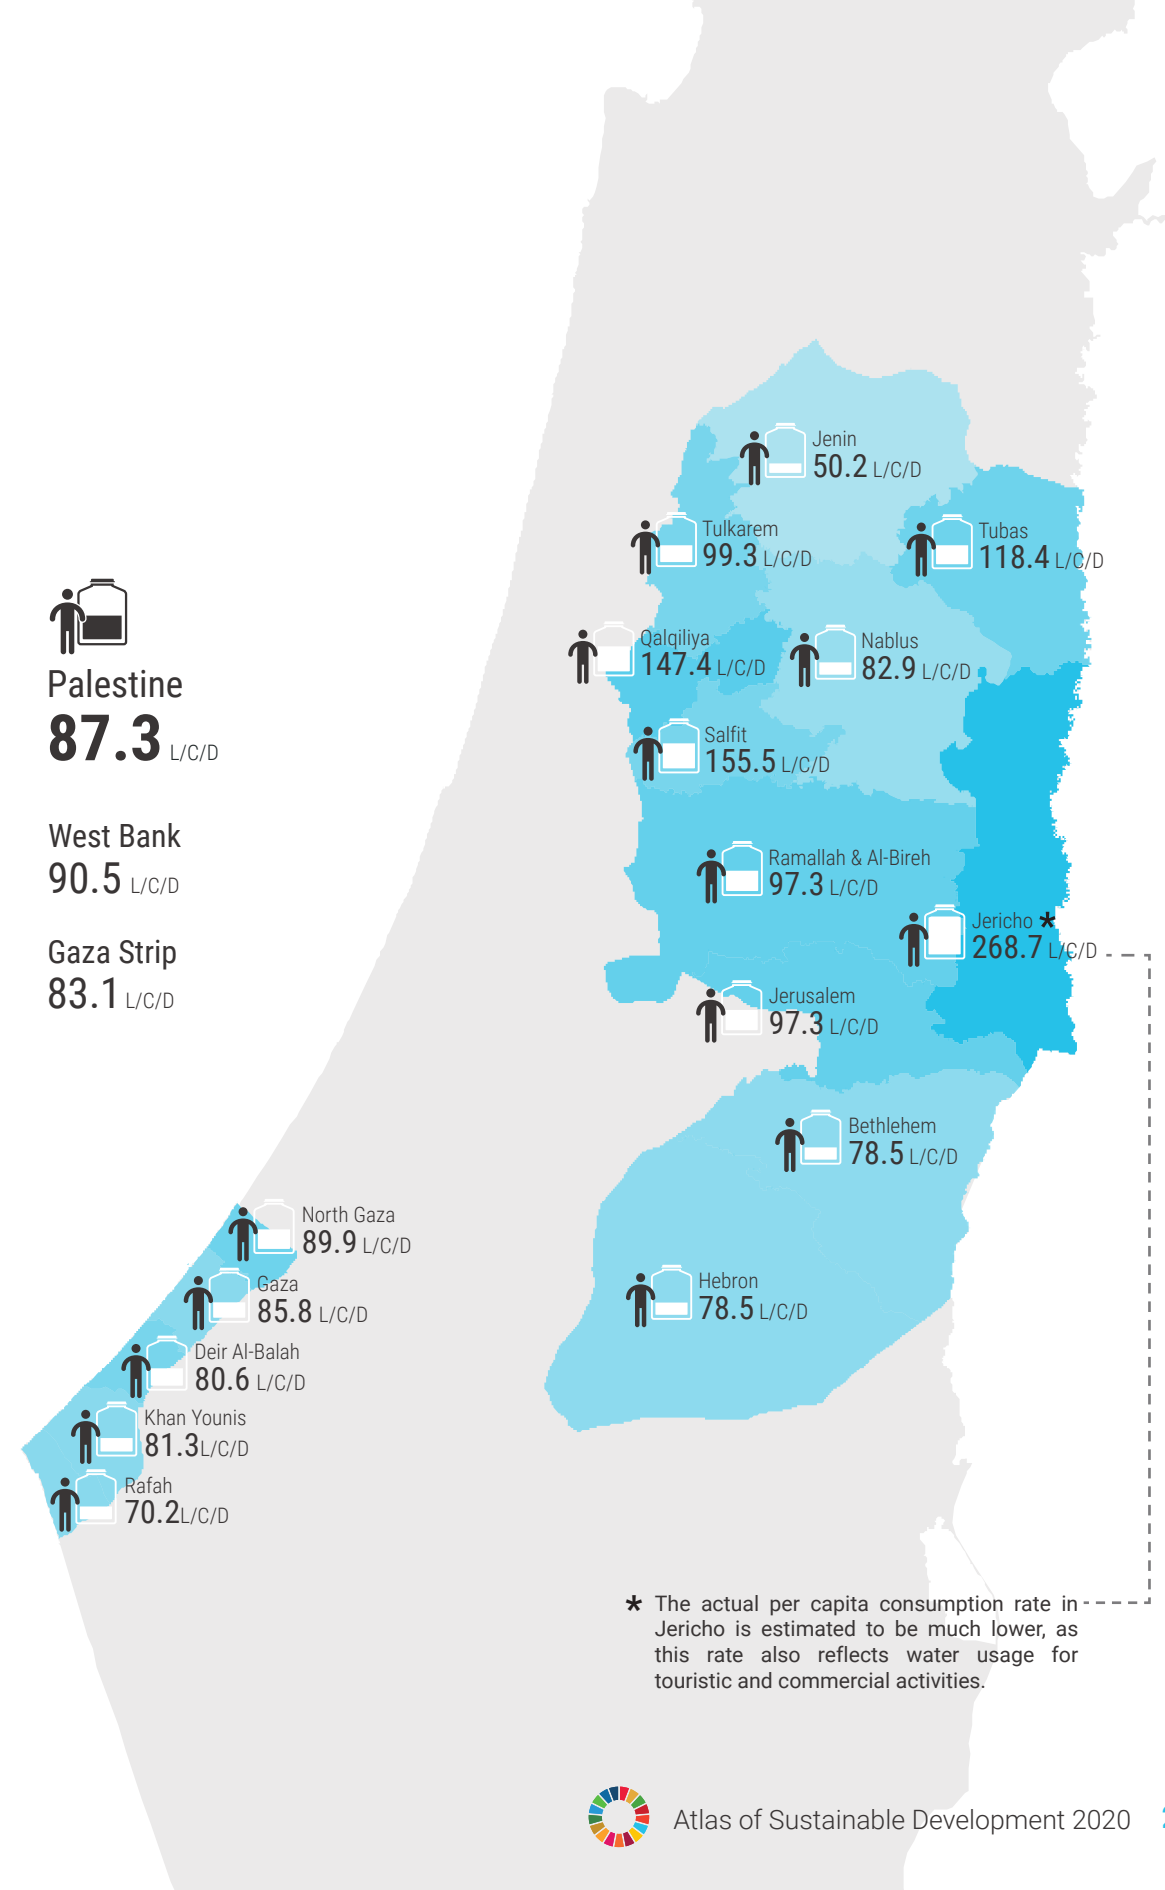 Jenin
50.2 L/C/D
Tulkarem
99.3 L/C/D
Tubas
118.4 L/C/D
Qalqiliya
147.4 L/C/D
Nablus
82.9 L/C/D
Palestine
87.3 L/C/D
Salfit
155.5 L/C/D
West Bank
90.5 L/C/D
Ramallah & Al-Bireh
97.3 L/C/D
Jericho *
268.7 L/C/D
Gaza Strip
83.1 L/C/D
Jerusalem
97.3 L/C/D
Bethlehem
78.5 L/C/D
North Gaza
89.9 L/C/D
Gaza
85.8 L/C/D
Hebron
78.5 L/C/D
Deir Al-Balah
80.6 L/C/D
Khan Younis
81.3L/C/D
Rafah
70.2L/C/D
* The actual per capita consumption rate in
Jericho is estimated to be much lower, as
this rate also reflects water usage for
touristic and commercial activities.
Atlas of Sustainable Development 2020